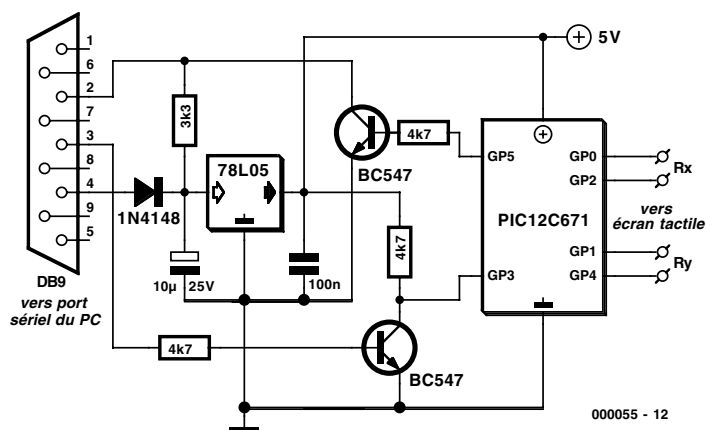 1
6
2
7
3
8
4
9
5
DB9
vers port
sériel du PC
3k3
1N4148
10µ
25V
78L05
100n
4k7
BC547
4k7
4k7
BC547
5V
GP5
GP3
PIC12C671
GP0
GP2
GP1
GP4
Rx
vers
écran tactile
Ry
000055 - 12